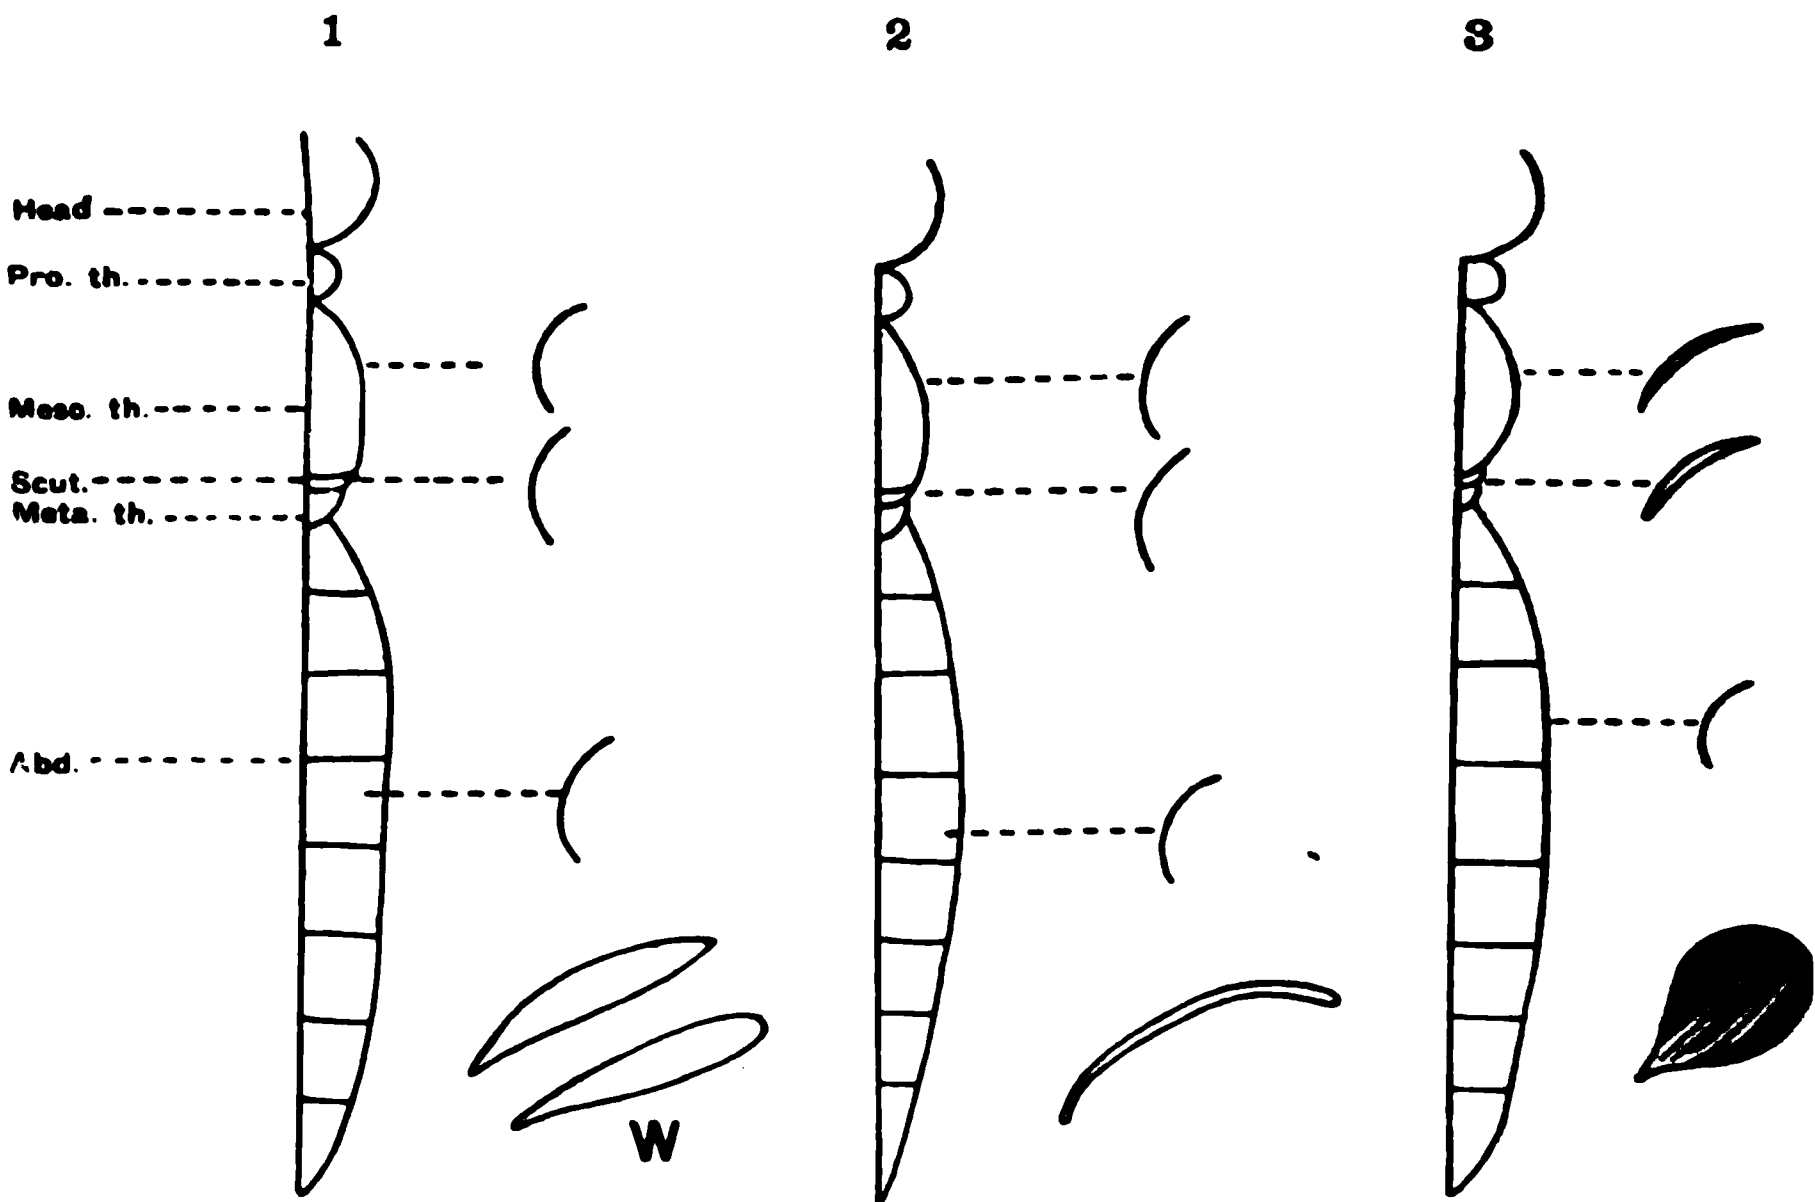 1 2 3
Head
Pro. th.
Meso. th.
Scut.
Meta. th.
Abd.
W